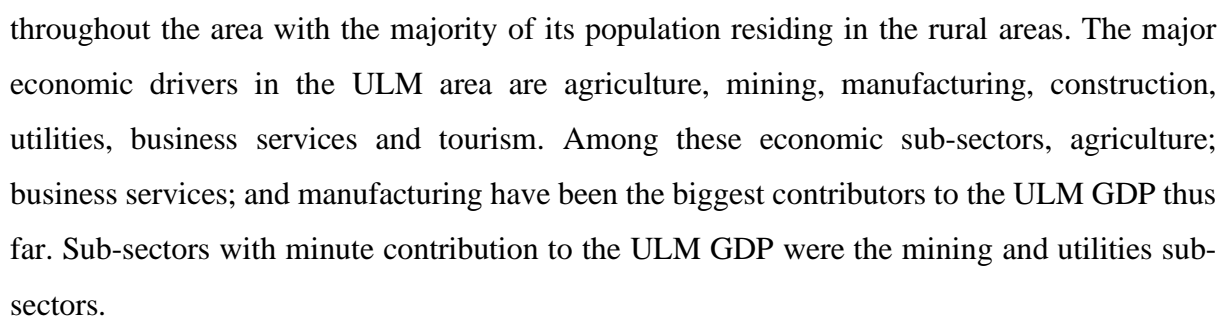 throughout the area with the majority of its population residing in the rural areas. The major
economic drivers in the ULM area are agriculture, mining, manufacturing, construction,
utilities, business services and tourism. Among these economic sub-sectors, agriculture;
business services; and manufacturing have been the biggest contributors to the ULM GDP thus
far. Sub-sectors with minute contribution to the ULM GDP were the mining and utilities sub-
sectors.